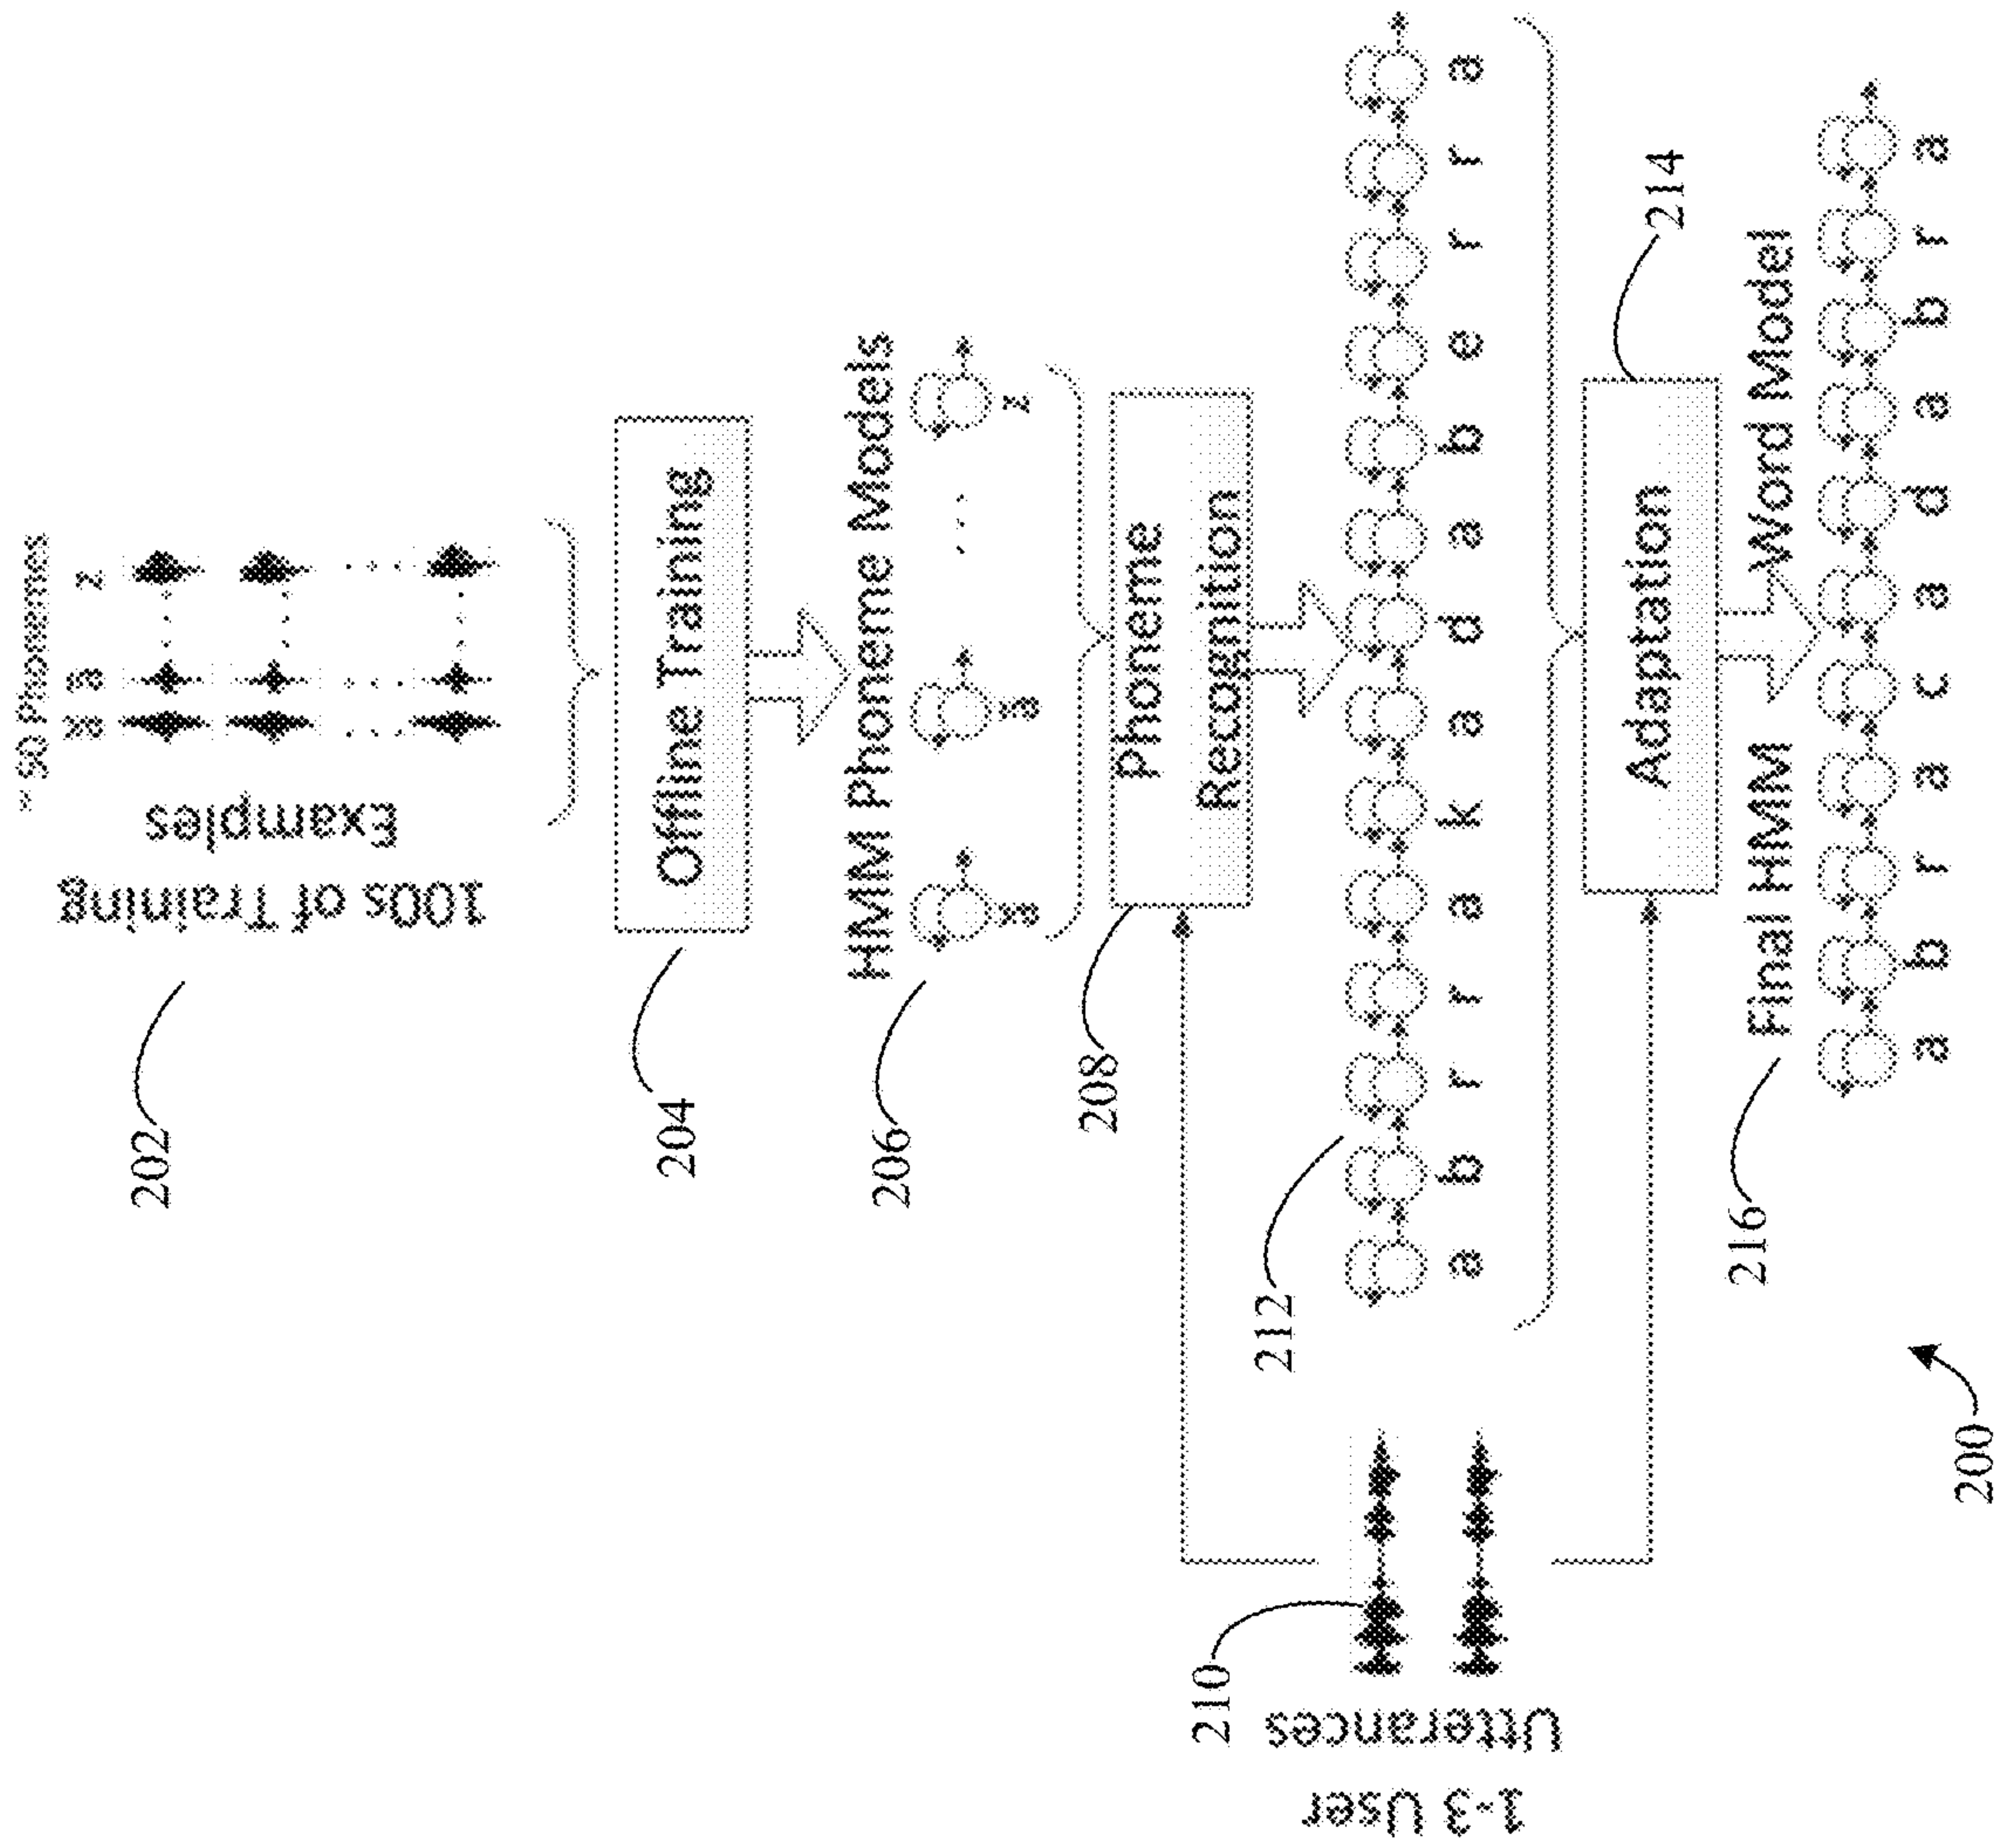 ~ 50 Phonemes
z
100s of Training
Examples
202
Offline Training
204
HMM Phoneme Models
206
z
Phoneme
Recognition
208
212
a b r r a k a d a b e r r a
210
1-3 User
Utterances
Adaptation
214
Final HMM Word Model
216
a b r a c a d a b r a
200